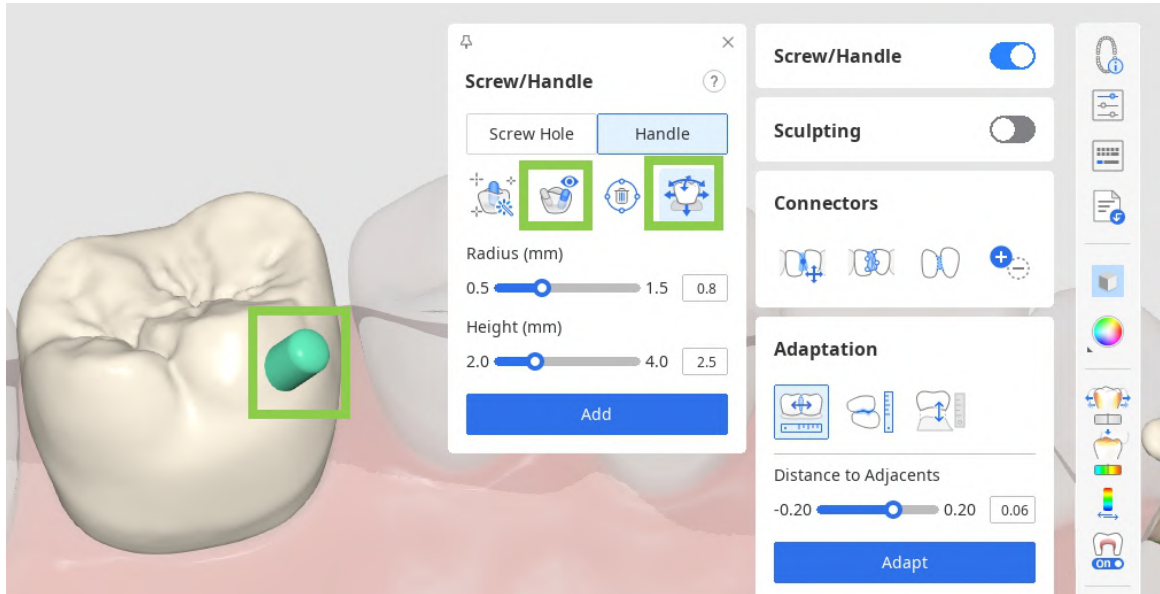 Screw/Handle
?
Screw Hole Handle
Radius (mm)
0.5 1.5 0.8
Height (mm)
2.0 4.0 2.5
Add
Screw/Handle
Sculpting
Connectors
Adaptation
Distance to Adjacents
-0.20 0.20 0.06
Adapt
On